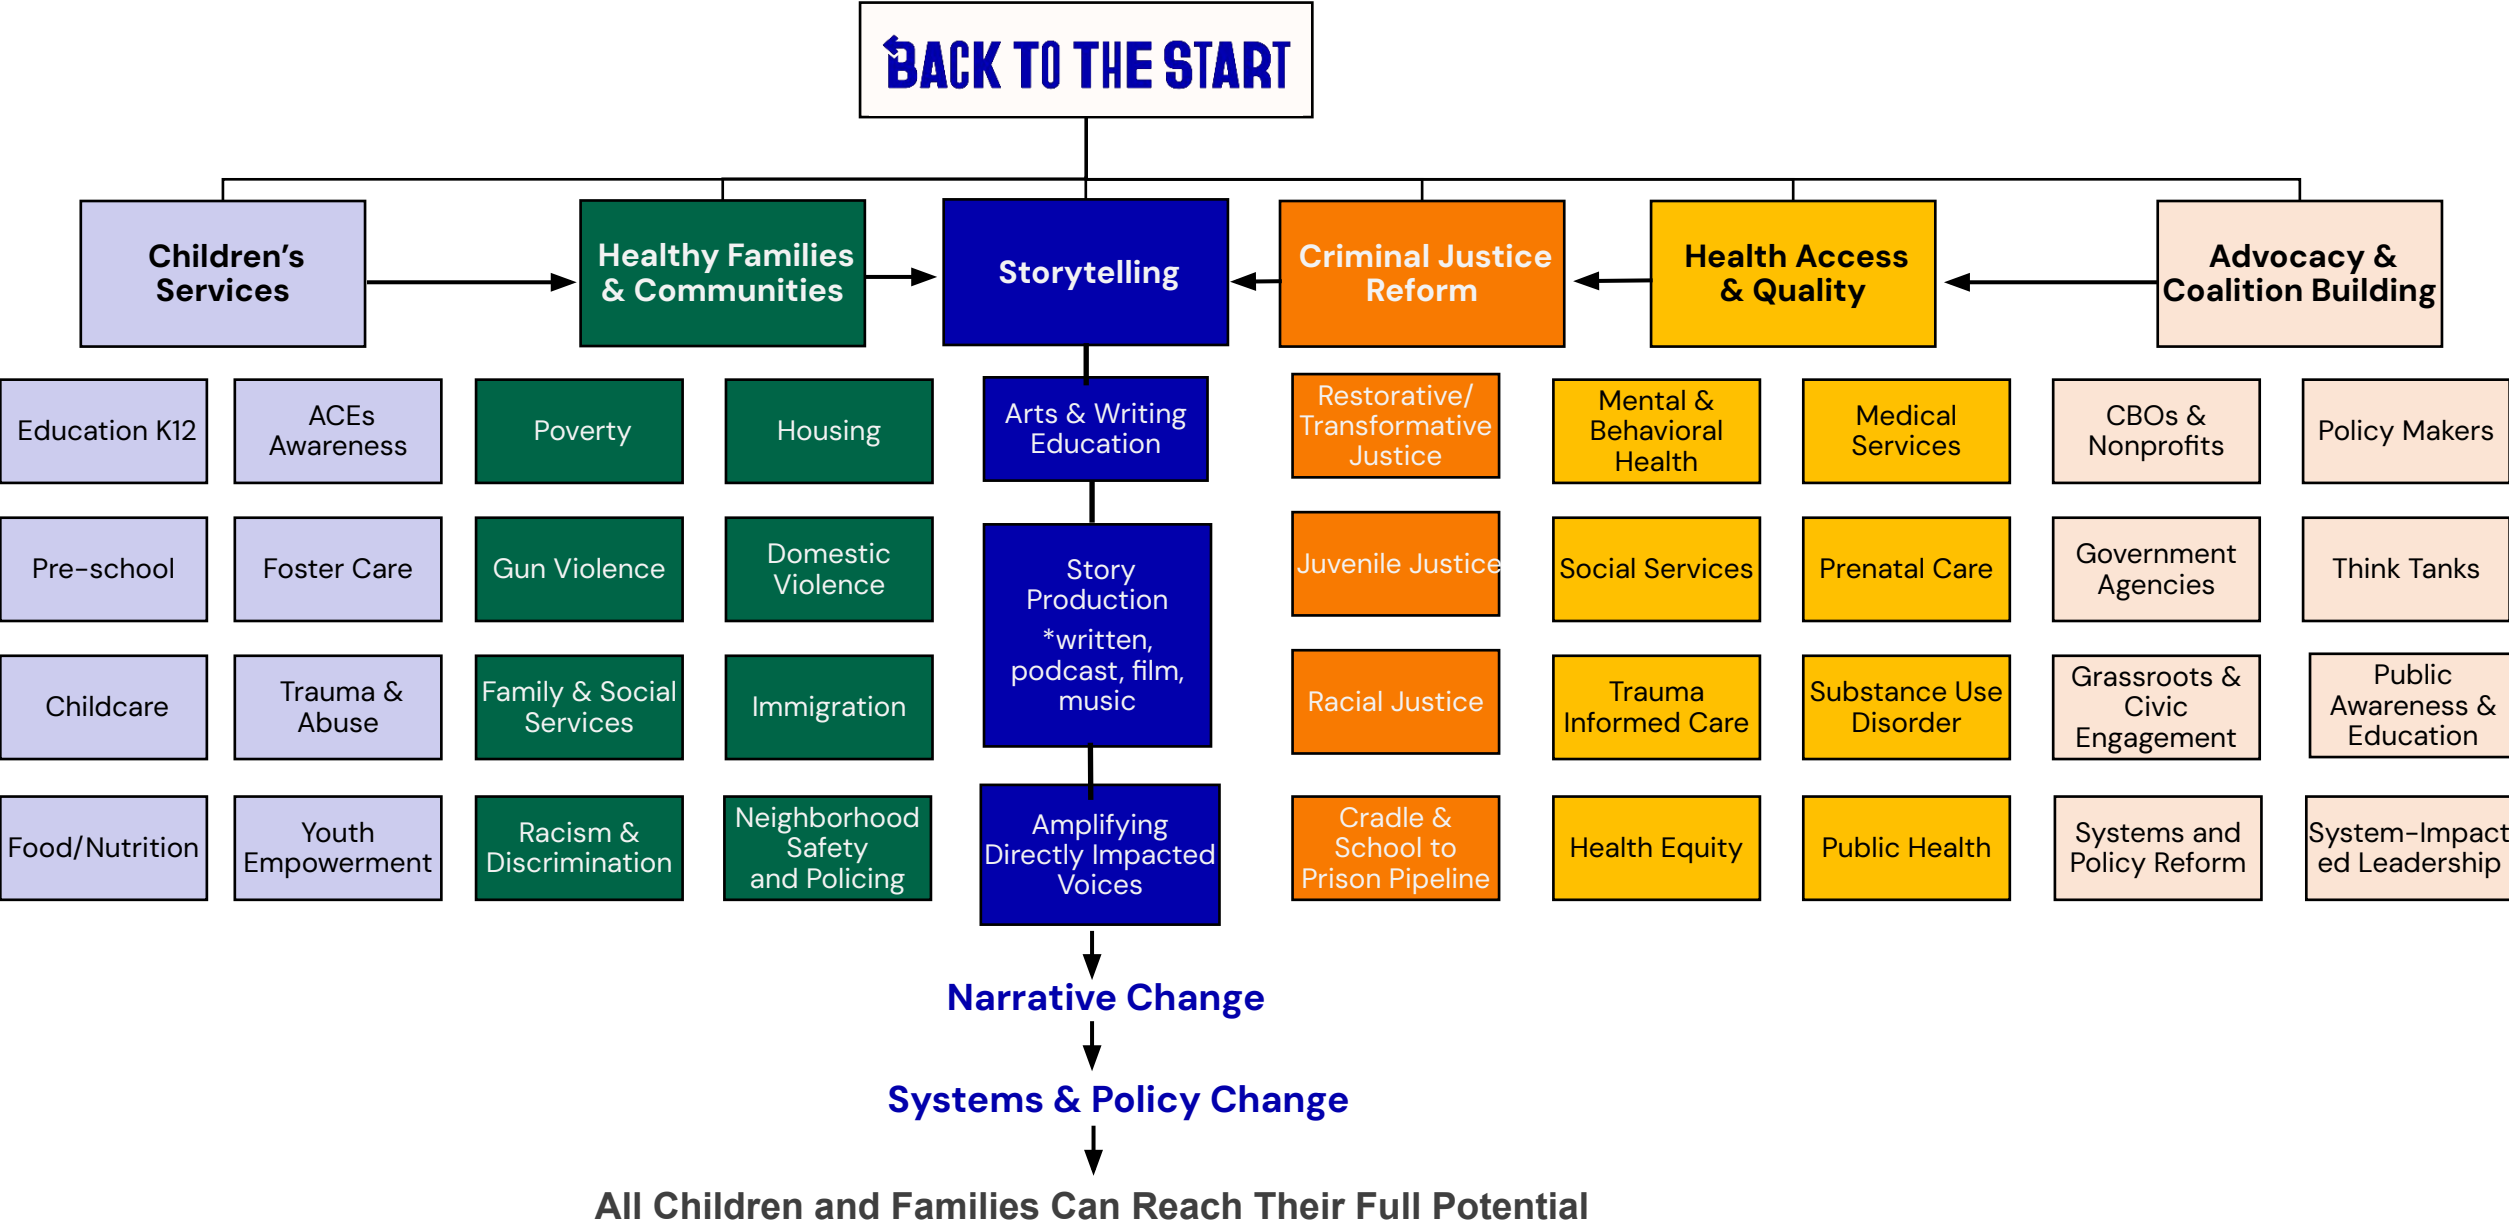 BACK TO THE START
Children's
Services
Healthy Families
& Communities
Storytelling
Criminal Justice
Reform
Health Access
& Quality
Advocacy &
Coalition Building
Education K12
ACEs
Awareness
Poverty
Housing
Arts & Writing
Education
Restorative/
Transformative
Justice
Mental &
Behavioral
Health
Medical
Services
CBOs &
Nonprofits
Policy Makers
Pre-school
Foster Care
Gun Violence
Domestic
Violence
Story
Production
*written,
podcast, film,
music
Juvenile Justice
Social Services
Prenatal Care
Government
Agencies
Think Tanks
Childcare
Trauma &
Abuse
Family & Social
Services
Immigration
Racial Justice
Trauma
Informed Care
Substance Use
Disorder
Grassroots &
Civic
Engagement
Public
Awareness &
Education
Food/Nutrition
Youth
Empowerment
Racism &
Discrimination
Neighborhood
Safety
and Policing
Amplifying
Directly Impacted
Voices
Cradle &
School to
Prison Pipeline
Health Equity
Public Health
Systems and
Policy Reform
System-Impact
ed Leadership
Narrative Change
Systems & Policy Change
All Children and Families Can Reach Their Full Potential